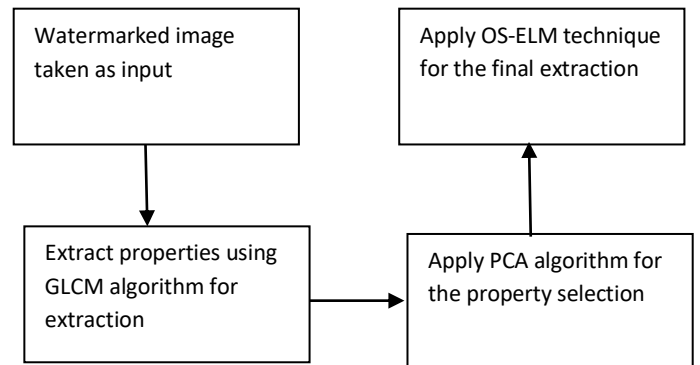 Watermarked image
taken as input
Extract properties using
GLCM algorithm for
extraction
Apply PCA algorithm for
the property selection
Apply OS-ELM technique
for the final extraction